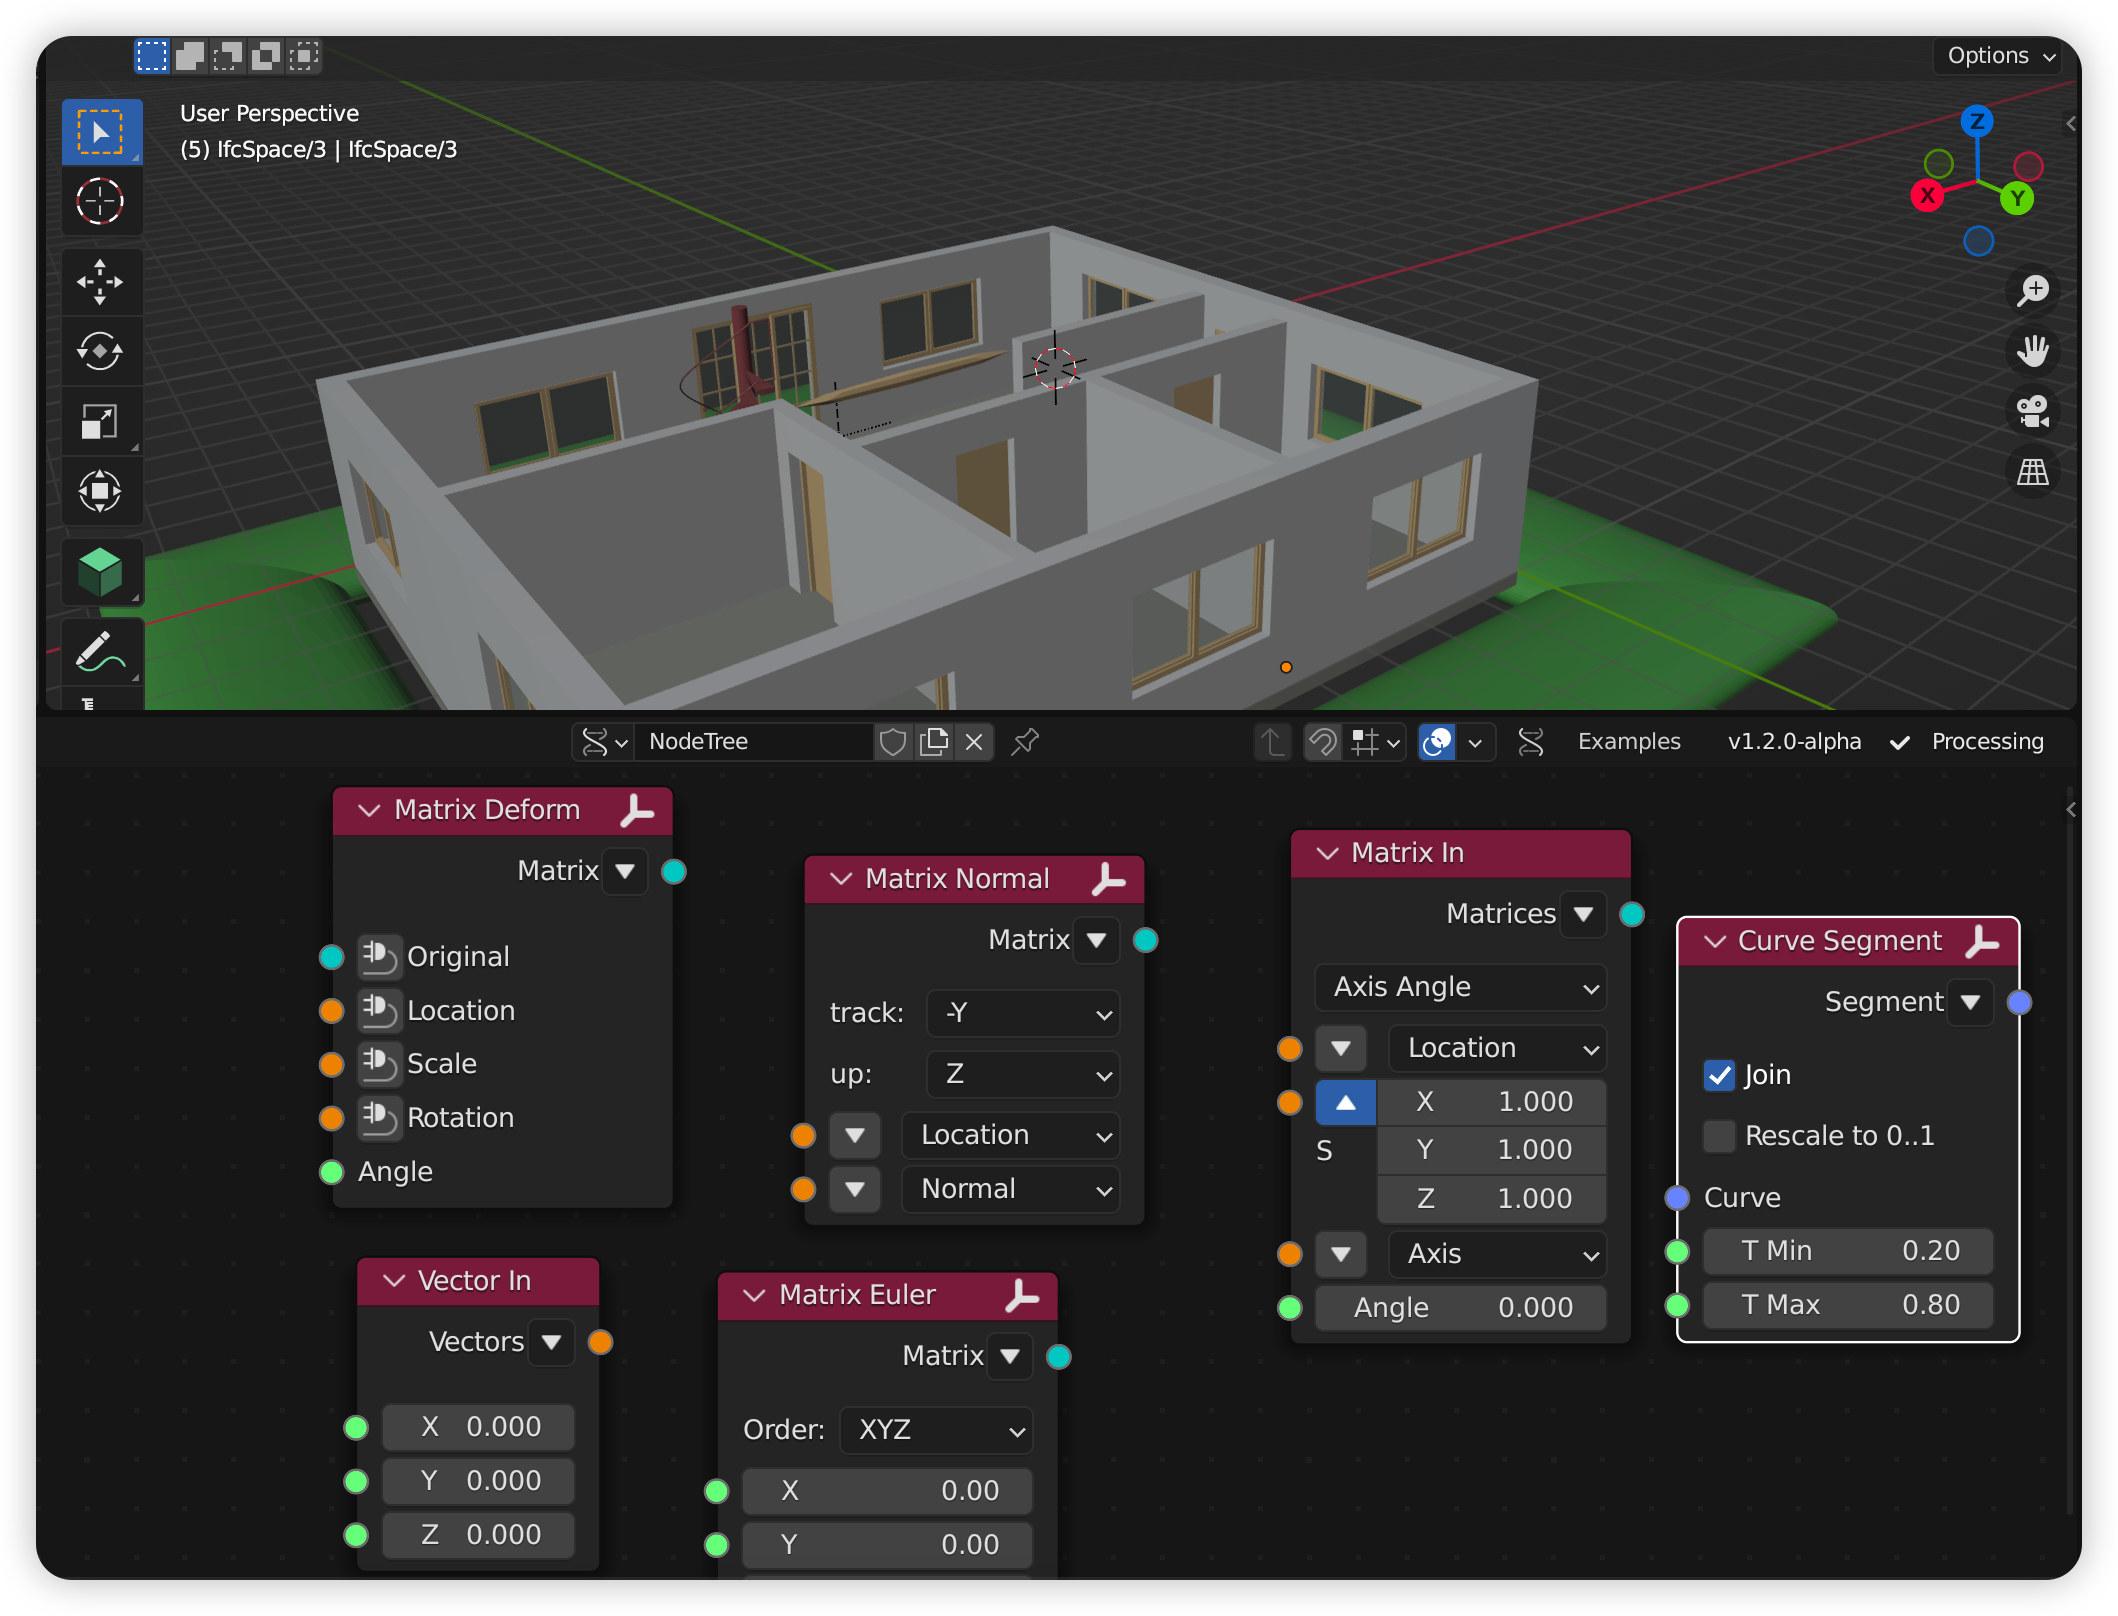 Options
User Perspective
(5) IfcSpace/3 | IfcSpace/3
Z
X
Y
NodeTree
Examples
v1.2.0-alpha
Processing
Matrix Deform
Matrix
Original
Location
Scale
Rotation
Angle
Matrix Normal
Matrix
track: -Y
up: Z
Location
Normal
Matrix In
Matrices
Axis Angle
Location
X 1.000
S Y 1.000
Z 1.000
Axis
Angle 0.000
Curve Segment
Segment
Join
Rescale to 0..1
Curve
T Min 0.20
T Max 0.80
Vector In
Vectors
X 0.000
Y 0.000
Z 0.000
Matrix Euler
Matrix
Order: XYZ
X 0.00
Y 0.00